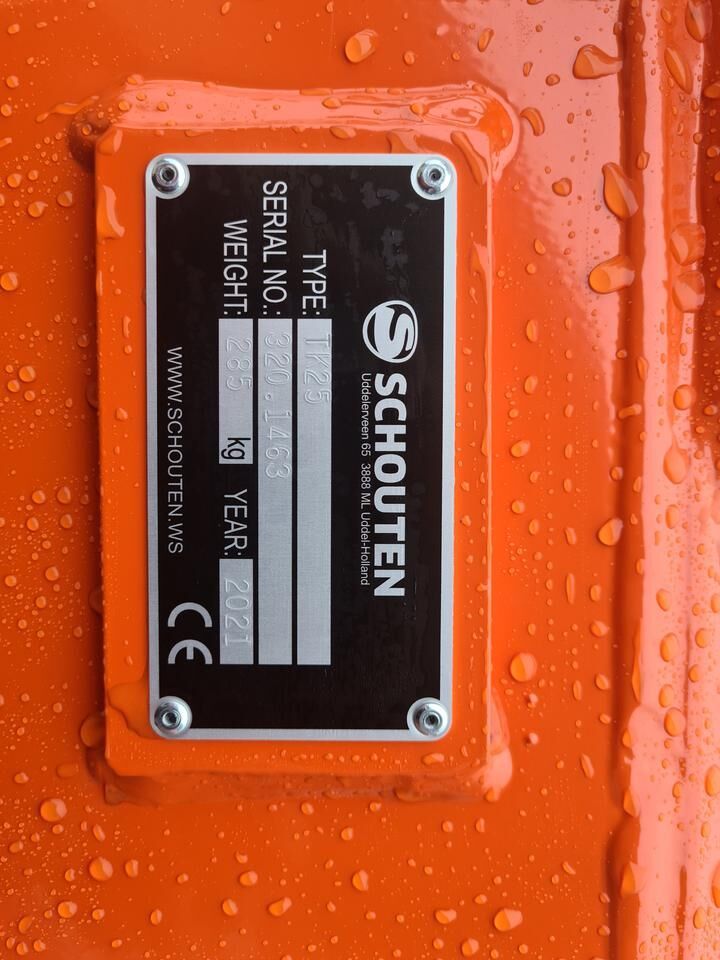 SCHOUTEN
Uddelerveen 65 3888 ML Uddel-Holland
TYPE: TK25
SERIAL NO.: 320.1463
WEIGHT: 285 kg YEAR: 2021
WWW.SCHOUTEN.WS CE